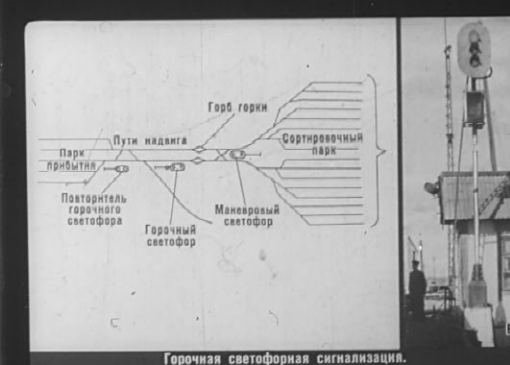 Горб горки
Пути надвига
Сортировочный
парк
Парк
прибытия
Повторитель
горочного
светофора
Горочный
светофор
Маневровый
светофор
Горочная светофорная сигнализация.